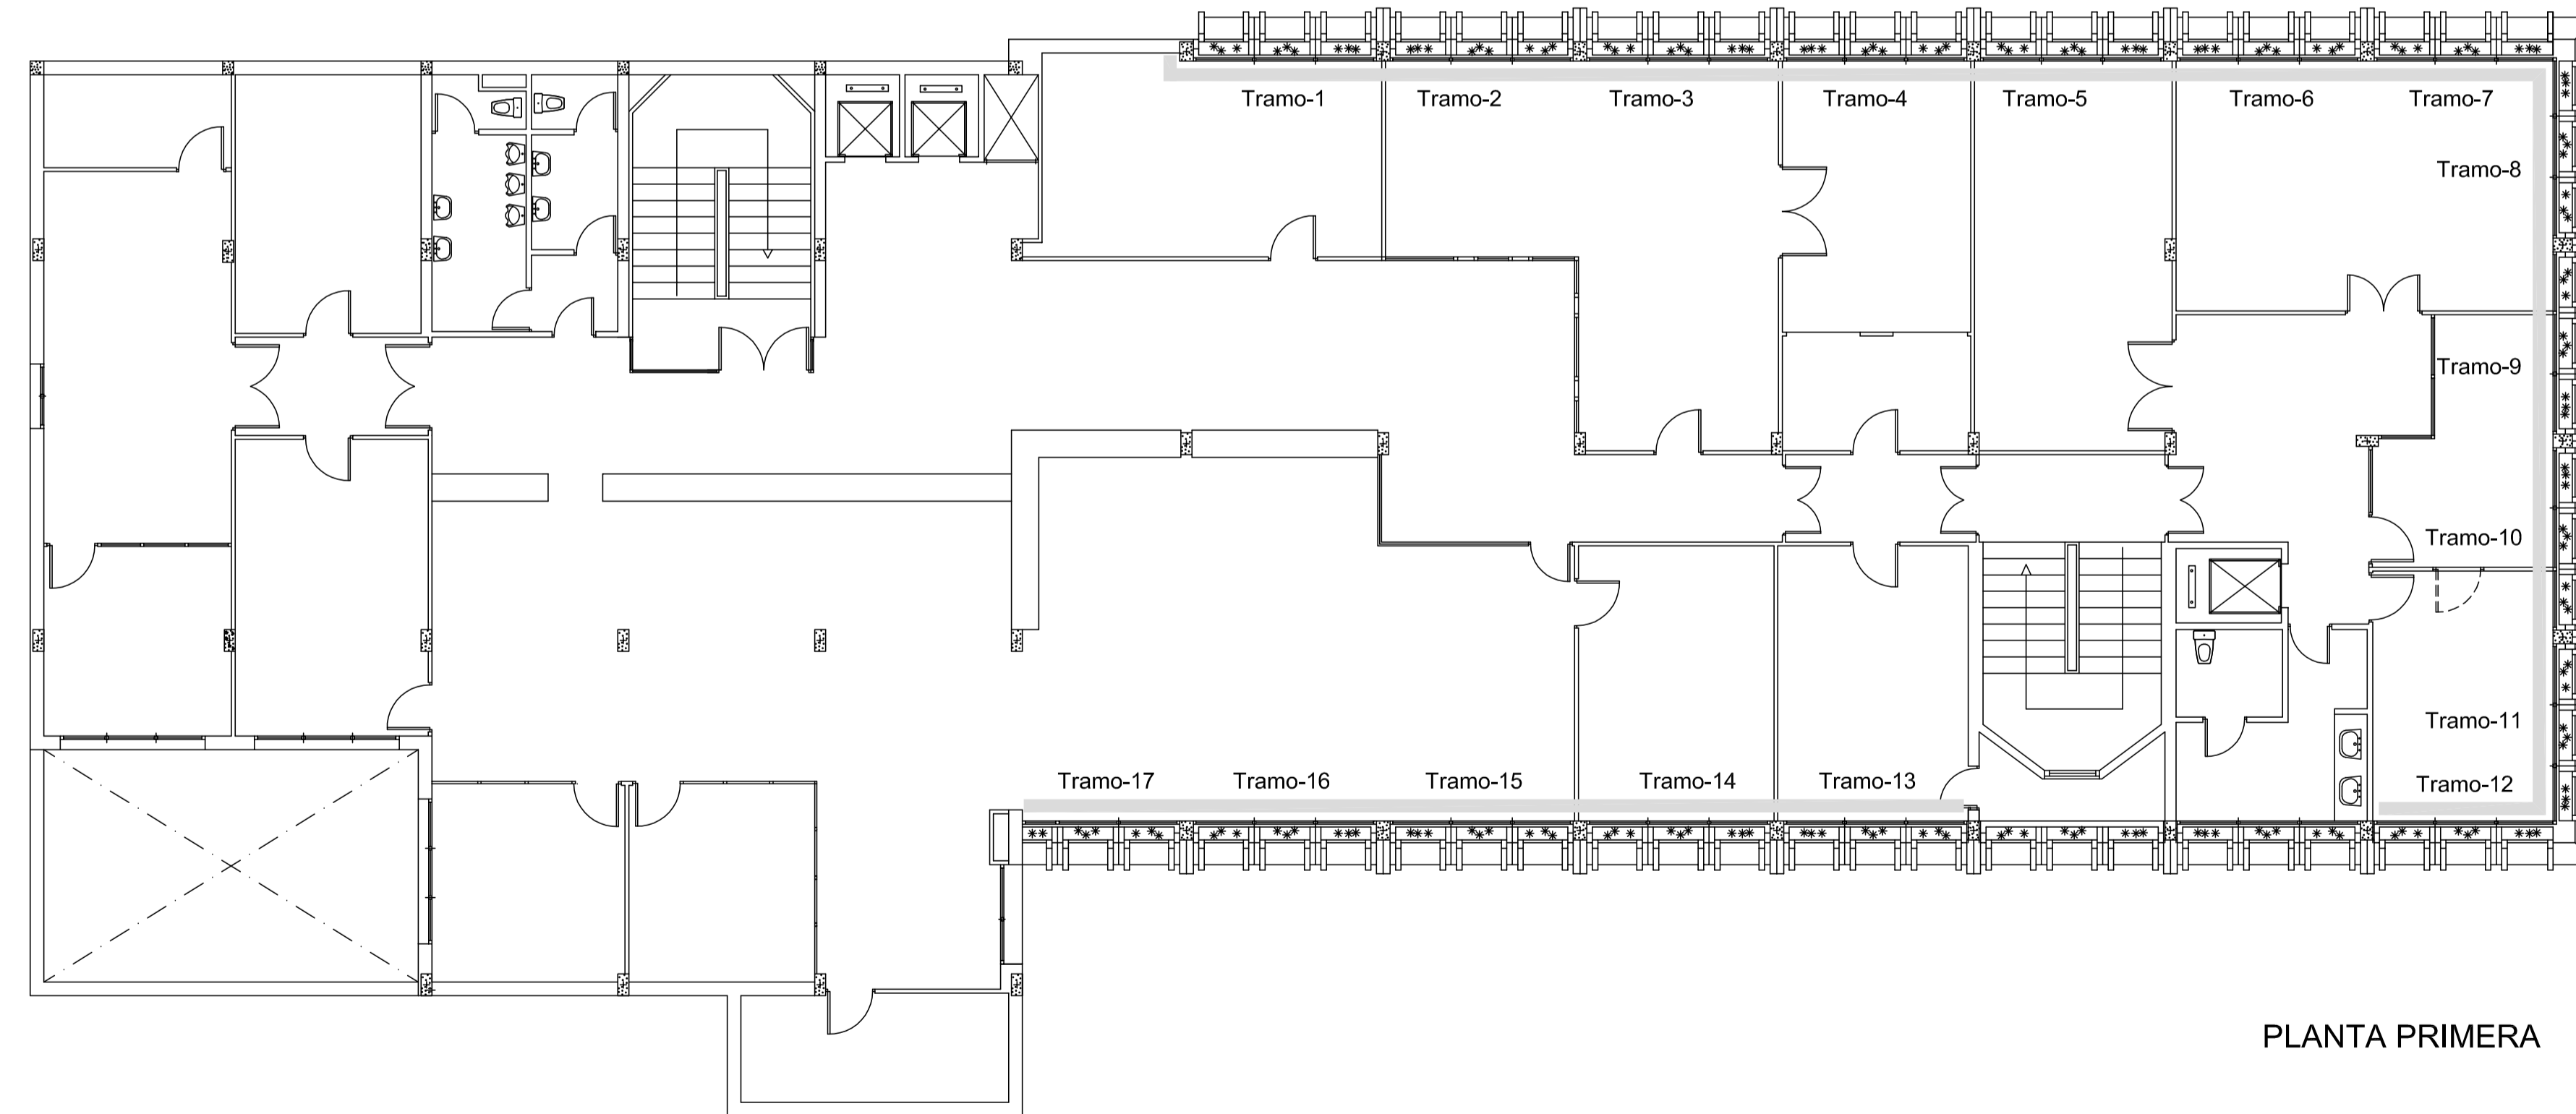 Tramo-1
Tramo-2
Tramo-3
Tramo-4
Tramo-5
Tramo-6
Tramo-7
Tramo-8
Tramo-9
Tramo-10
Tramo-11
Tramo-12
Tramo-13
Tramo-14
Tramo-15
Tramo-16
Tramo-17
PLANTA PRIMERA